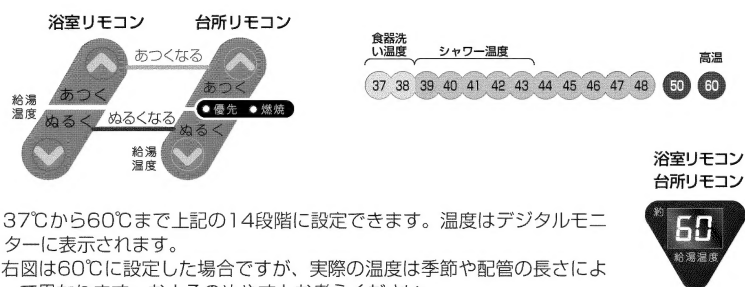 浴室リモコン
台所リモコン
あつくなる
あつく
あつく
給湯
温度
ぬるく
ぬるくなる
ぬるく
●優先 ●燃焼
給湯
温度
食器洗
い温度
シャワー温度
高温
37 38 39 40 41 42 43 44 45 46 47 48 50 60
浴室リモコン
台所リモコン
約
60
給湯温度
37℃から60℃まで上記の14段階に設定できます。温度はデジタルモニ
ターに表示されます。
右図は60℃に設定した場合ですが、実際の温度は季節や配管の長さによ